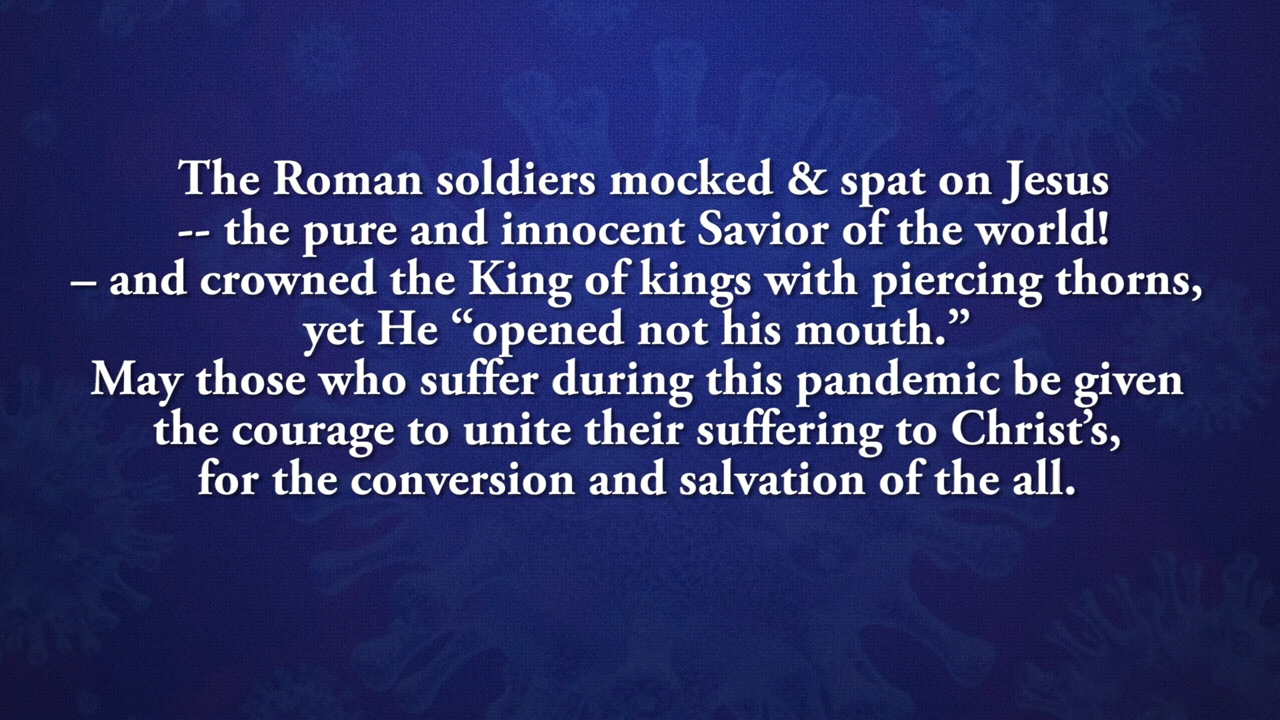 The Roman soldiers mocked & spat on Jesus
-- the pure and innocent Savior of the world!
– and crowned the King of kings with piercing thorns,
yet He “opened not his mouth.”
May those who suffer during this pandemic be given
the courage to unite their suffering to Christ’s,
for the conversion and salvation of the all.